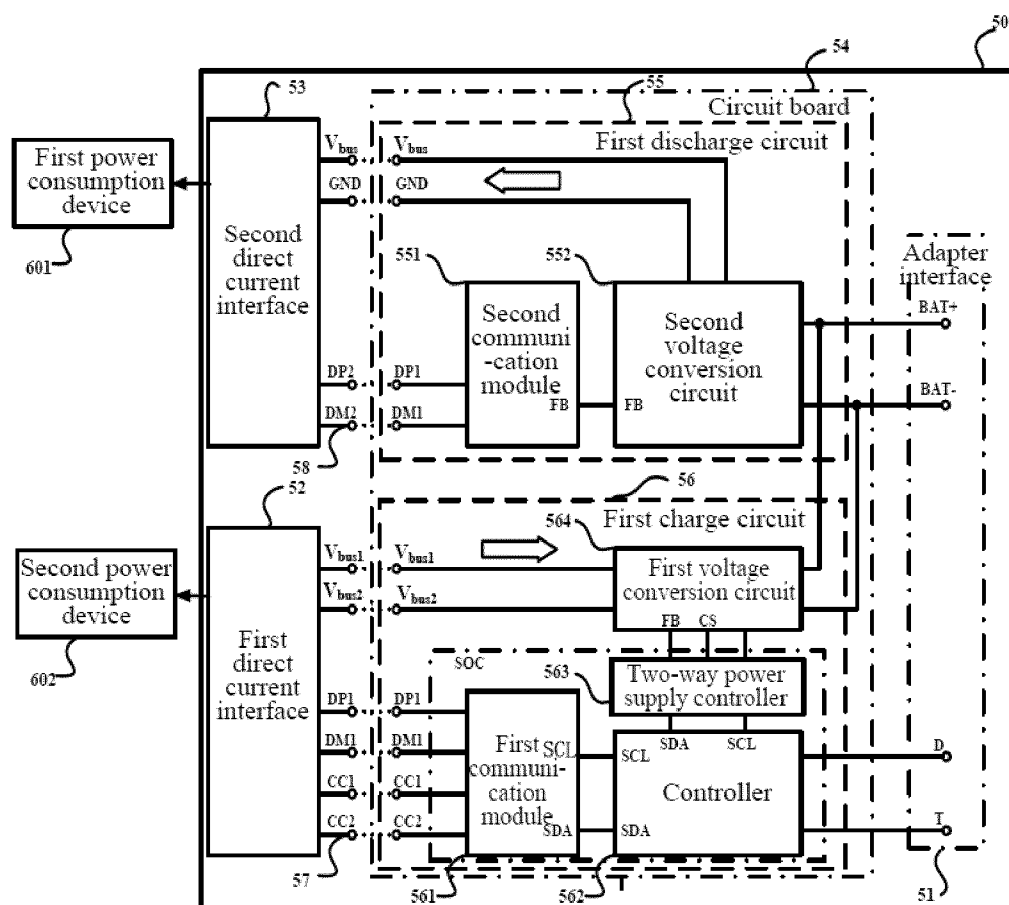 50
54
53
55
Circuit board
First discharge circuit
First power
consumption
device
601
Second
direct
current
interface
Vbus
GND
DP2
DM2
58
Vbus
GND
DP1
DM1
551
Second
communi
-cation
module
FB
552
Second
voltage
conversion
circuit
FB
Adapter
interface
BAT+
BAT-
52
56
First charge circuit
564
Second power
consumption
device
602
First
direct
current
interface
Vbus1
Vbus2
DP1
DM1
CC1
CC2
57
Vbus1
Vbus2
DP1
DM1
CC1
CC2
First voltage
conversion circuit
FB
CS
SOC
563
Two-way power
supply controller
SDA
SCL
First
communi-
cation
module
SCL
SDA
561
SCL
SDA
Controller
562
D
T
51